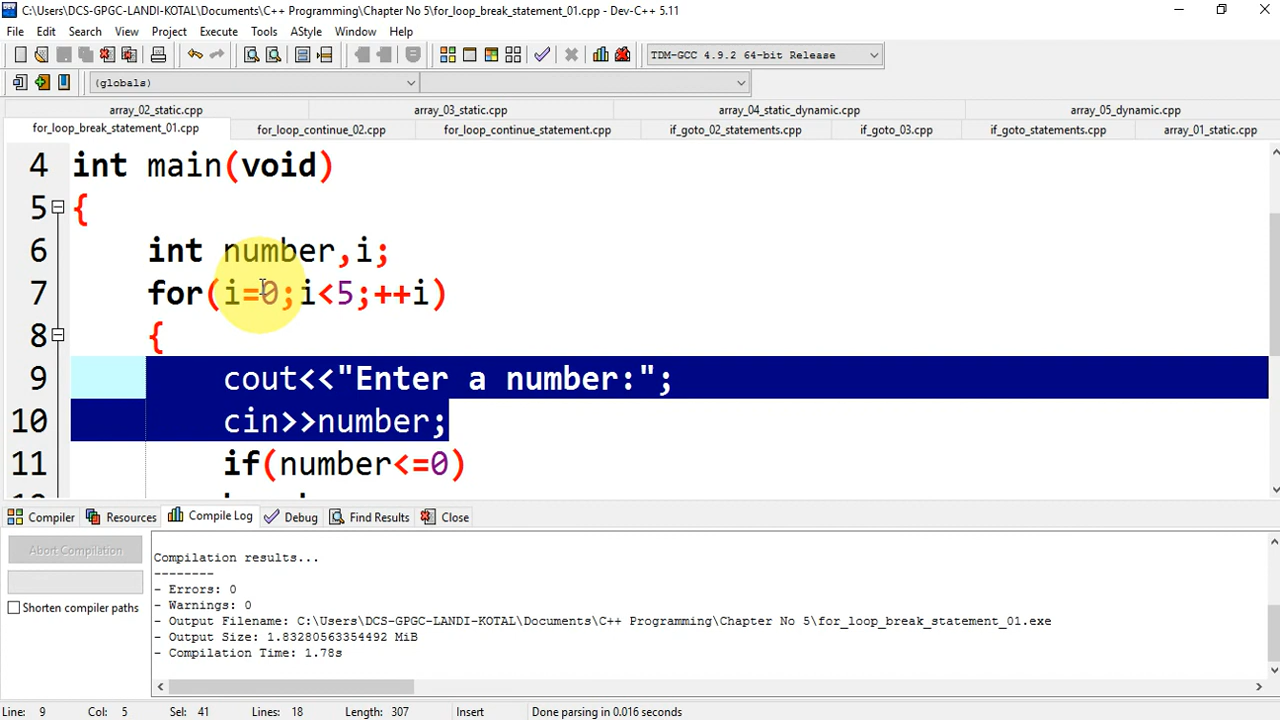 C:\Users\DCS-GPGC-LANDI-KOTAL\Documents\C++ Programming\Chapter No 5\for_loop_break_statement_01.cpp - Dev-C++ 5.11
File Edit Search View Project Execute Tools AStyle Window Help
TDM-GCC 4.9.2 64-bit Release
(globals)
array_02_static.cpp array_03_static.cpp array_04_static_dynamic.cpp array_05_dynamic.cpp
for_loop_break_statement_01.cpp for_loop_continue_02.cpp for_loop_continue_statement.cpp if_goto_02_statements.cpp if_goto_03.cpp if_goto_statements.cpp array_01_static.cpp
4 int main(void)
5 {
6 int number,i;
7 for(i=0;i<5;++i)
8 {
9 cout<<"Enter a number:";
10 cin>>number;
11 if(number<=0)
Compiler Resources Compile Log Debug Find Results Close
Abort Compilation
Shorten compiler paths
Compilation results...
--------
- Errors: 0
- Warnings: 0
- Output Filename: C:\Users\DCS-GPGC-LANDI-KOTAL\Documents\C++ Programming\Chapter No 5\for_loop_break_statement_01.exe
- Output Size: 1.83280563354492 MiB
- Compilation Time: 1.78s
Line: 9 Col: 5 Sel: 41 Lines: 18 Length: 307 Insert Done parsing in 0.016 seconds